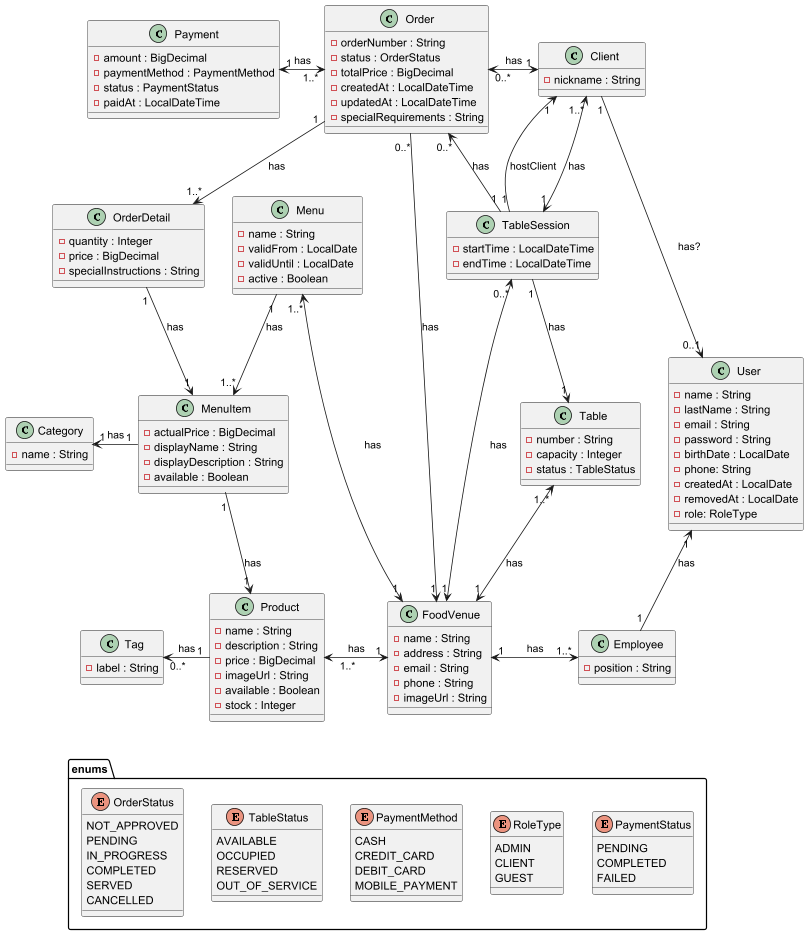 C Payment
amount : BigDecimal
paymentMethod : PaymentMethod
status : PaymentStatus
paidAt : LocalDateTime
1 has 1..*
C Order
orderNumber : String
status : OrderStatus
totalPrice : BigDecimal
createdAt : LocalDateTime
updatedAt : LocalDateTime
specialRequirements : String
has 1
0..*
C Client
nickname : String
1 has 1..*
0..* has
0..* has 1
1 hostClient 1
1..* has 1
1 has? 0..1
C OrderDetail
quantity : Integer
price : BigDecimal
specialInstructions : String
C Menu
name : String
validFrom : LocalDate
validUntil : LocalDate
active : Boolean
C TableSession
startTime : LocalDateTime
endTime : LocalDateTime
1 has 1
1 has 1..*
1..* has 1
1
0..* has 1
1 has 1
C Category
name : String
1 has 1
C MenuItem
actualPrice : BigDecimal
displayName : String
displayDescription : String
available : Boolean
C Table
number : String
capacity : Integer
status : TableStatus
C User
name : String
lastName : String
email : String
password : String
birthDate : LocalDate
phone: String
createdAt : LocalDate
removedAt : LocalDate
role: RoleType
1 has 1
1..* has 1
1 has 1
C Tag
label : String
has 1
0..*
C Product
name : String
description : String
price : BigDecimal
imageUrl : String
available : Boolean
stock : Integer
has 1
1..*
C FoodVenue
name : String
address : String
email : String
phone : String
imageUrl : String
1 has 1..*
C Employee
position : String
enums
E OrderStatus
NOT_APPROVED
PENDING
IN_PROGRESS
COMPLETED
SERVED
CANCELLED
E TableStatus
AVAILABLE
OCCUPIED
RESERVED
OUT_OF_SERVICE
E PaymentMethod
CASH
CREDIT_CARD
DEBIT_CARD
MOBILE_PAYMENT
E RoleType
ADMIN
CLIENT
GUEST
E PaymentStatus
PENDING
COMPLETED
FAILED